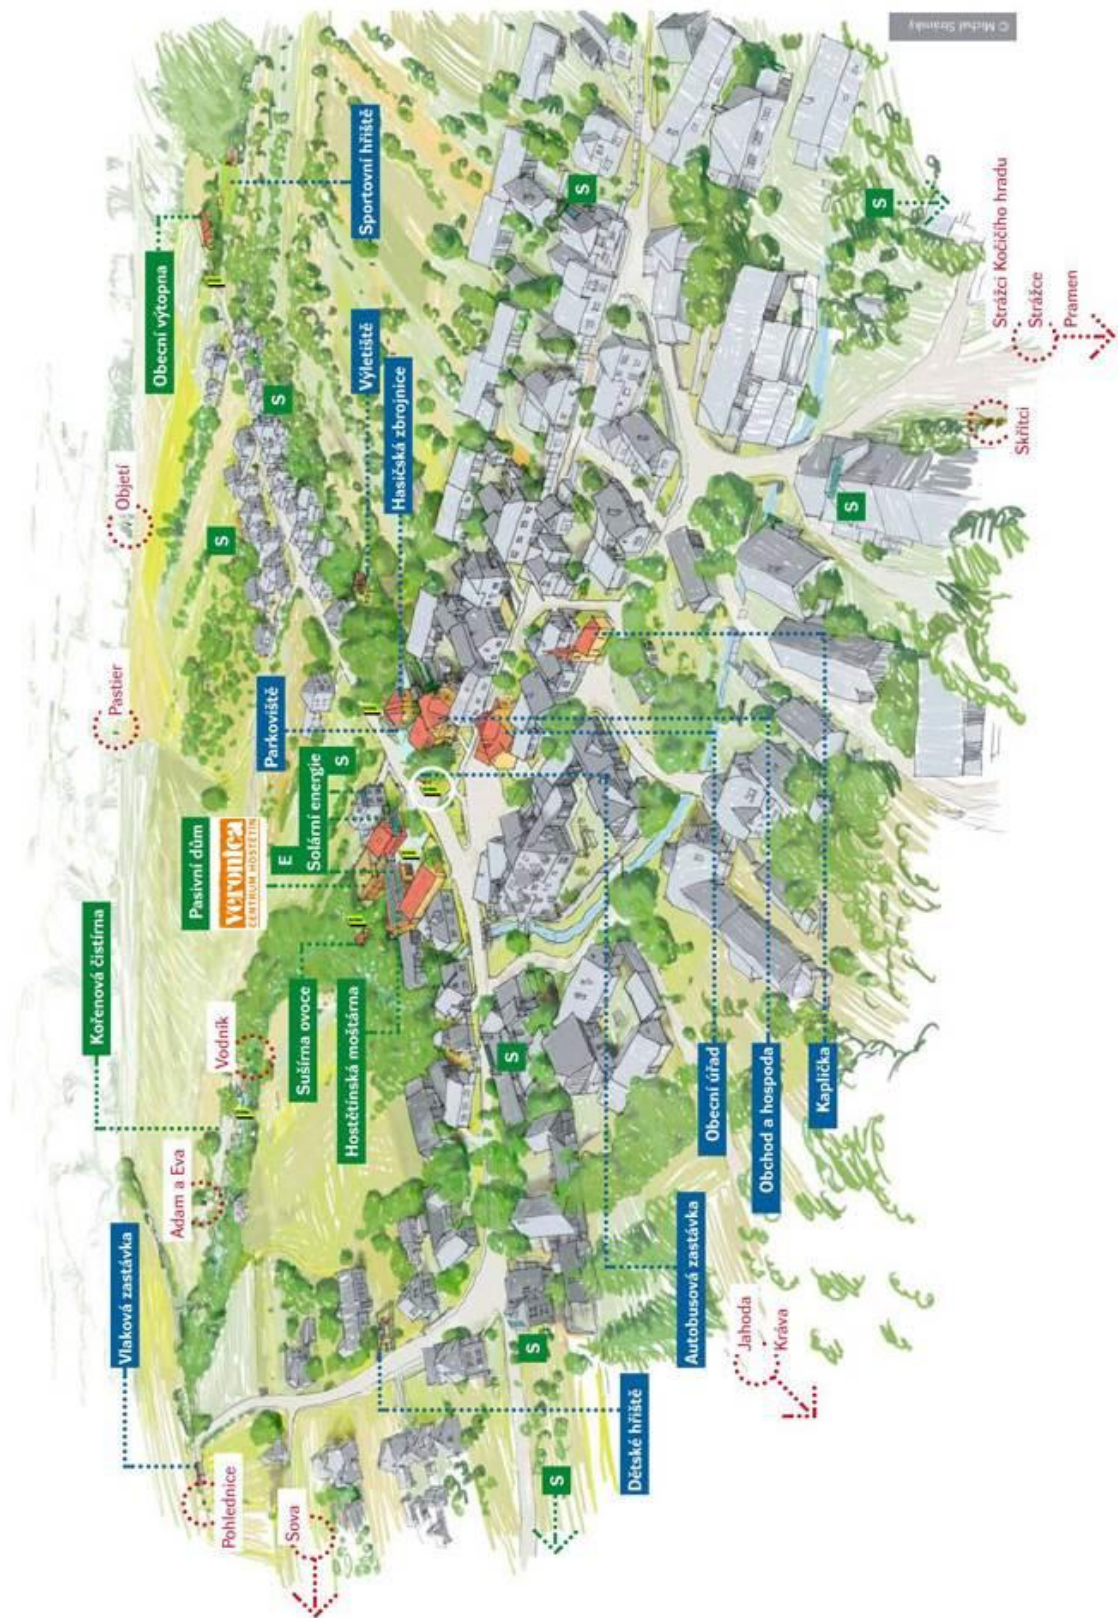 Vlaková zastávka
Kořenová čistírna
Obecní výtopna
Pastier
Objetí
Pohlednice
Adam a Eva
Vodník
Pasivní dům
veronica
CENTRUM HOSTĚTÍN
E
Solární energie
S
Parkoviště
S
S
Sova
Sušírna ovoce
Hostětínská moštárna
Výletiště
Sportovní hřiště
Hasičská zbrojnice
S
S
S
S
S
S
Dětské hřiště
Autobusová zastávka
Obecní úřad
Obchod a hospoda
Kaplička
Jahoda
Kráva
Skřítci
Strážci Kočičího hradu
Strážce
Pramen
© Michal Stránský